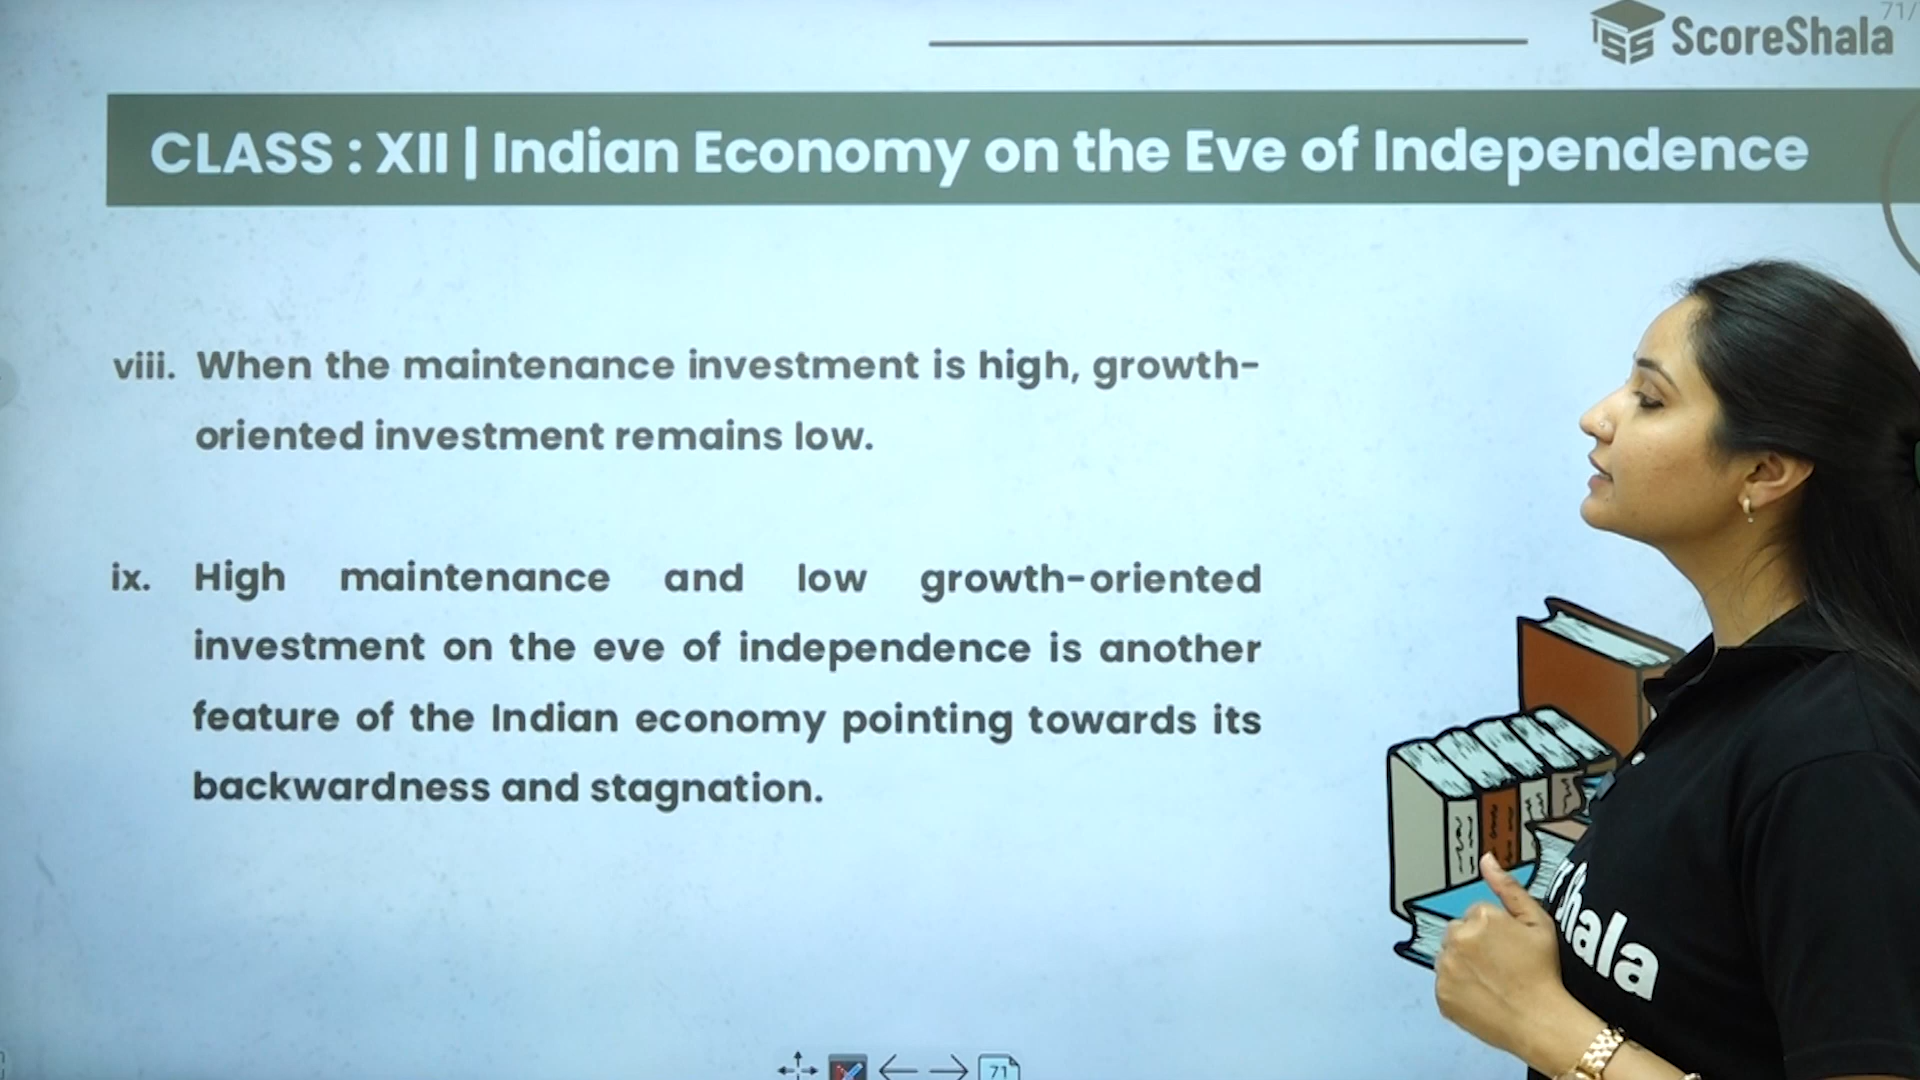 71/
ScoreShala
CLASS : XII | Indian Economy on the Eve of Independence
viii. When the maintenance investment is high, growth-
oriented investment remains low.
ix. High maintenance and low growth-oriented
investment on the eve of independence is another
feature of the Indian economy pointing towards its
backwardness and stagnation.
hala
71